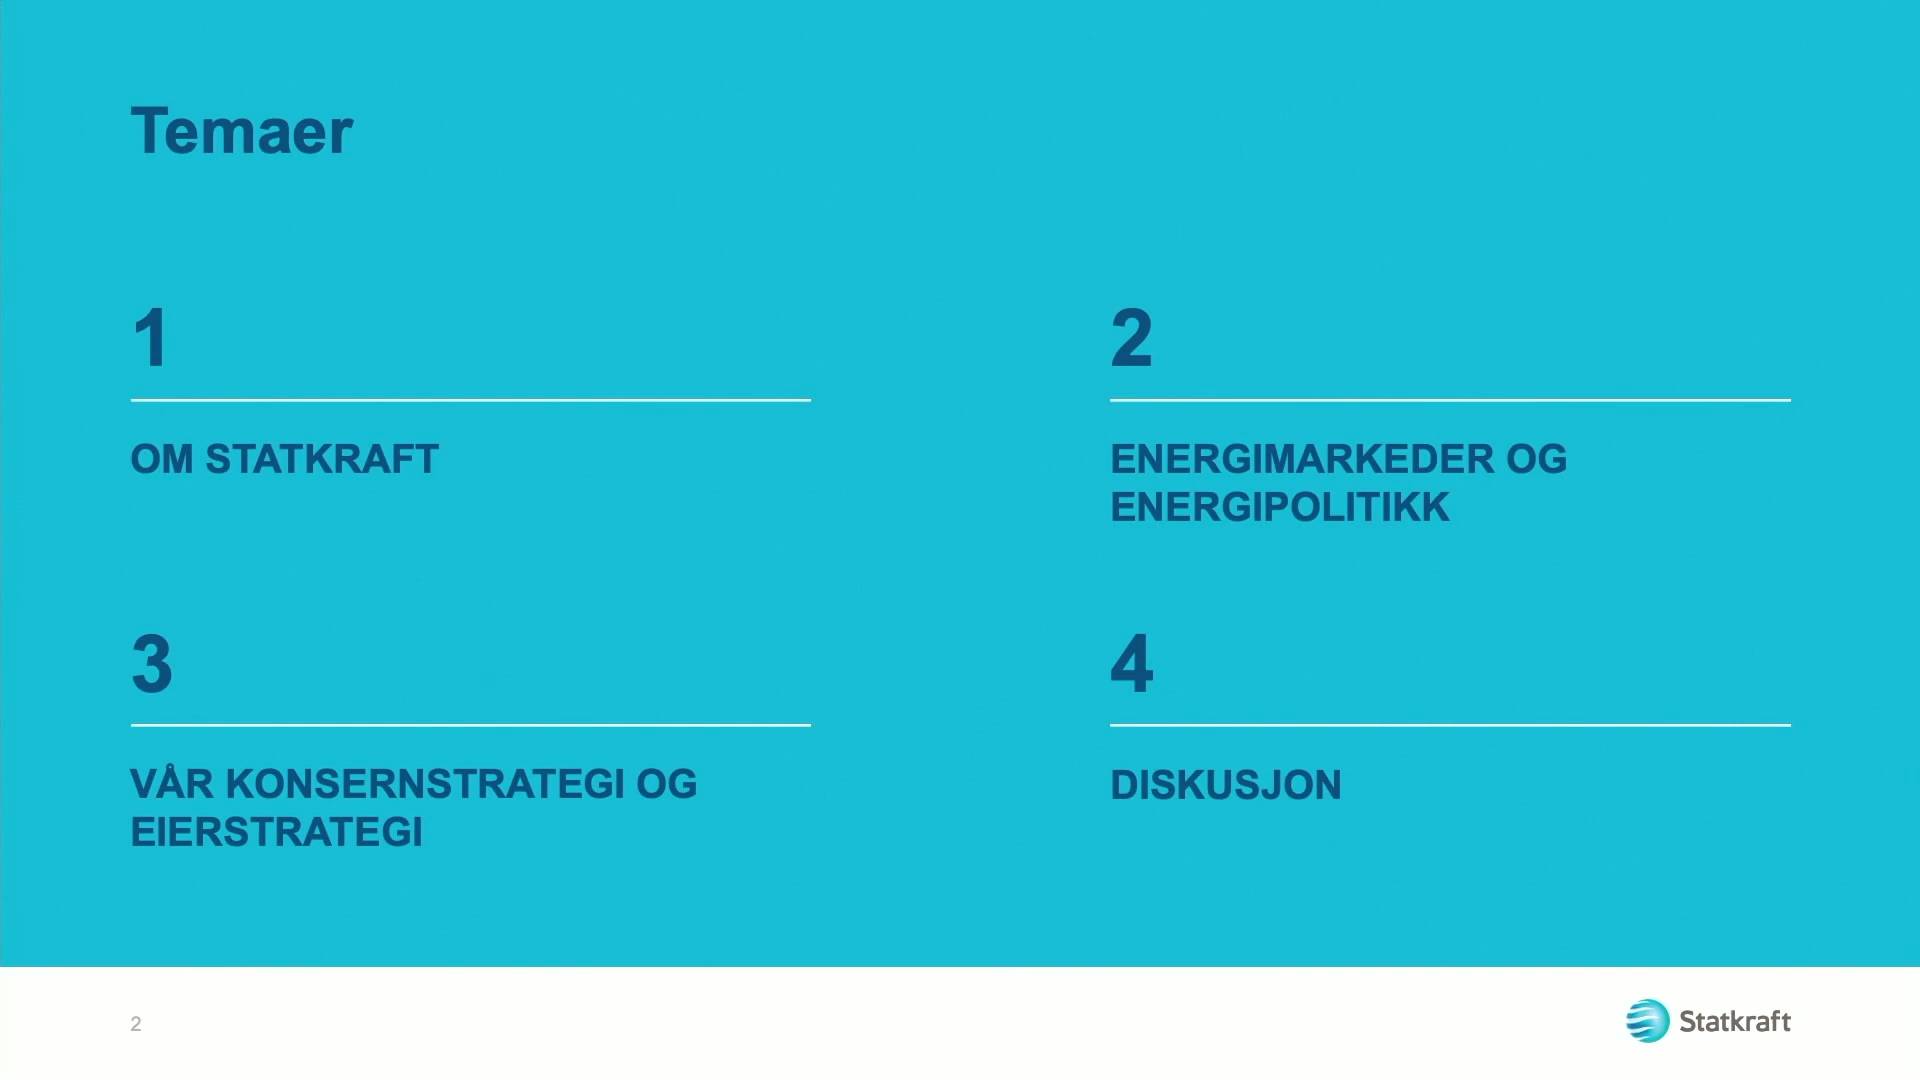 Temaer
1
OM STATKRAFT
2
ENERGIMARKEDER OG
ENERGIPOLITIKK
3
VÅR KONSERNSTRATEGI OG
EIERSTRATEGI
4
DISKUSJON
2
Statkraft